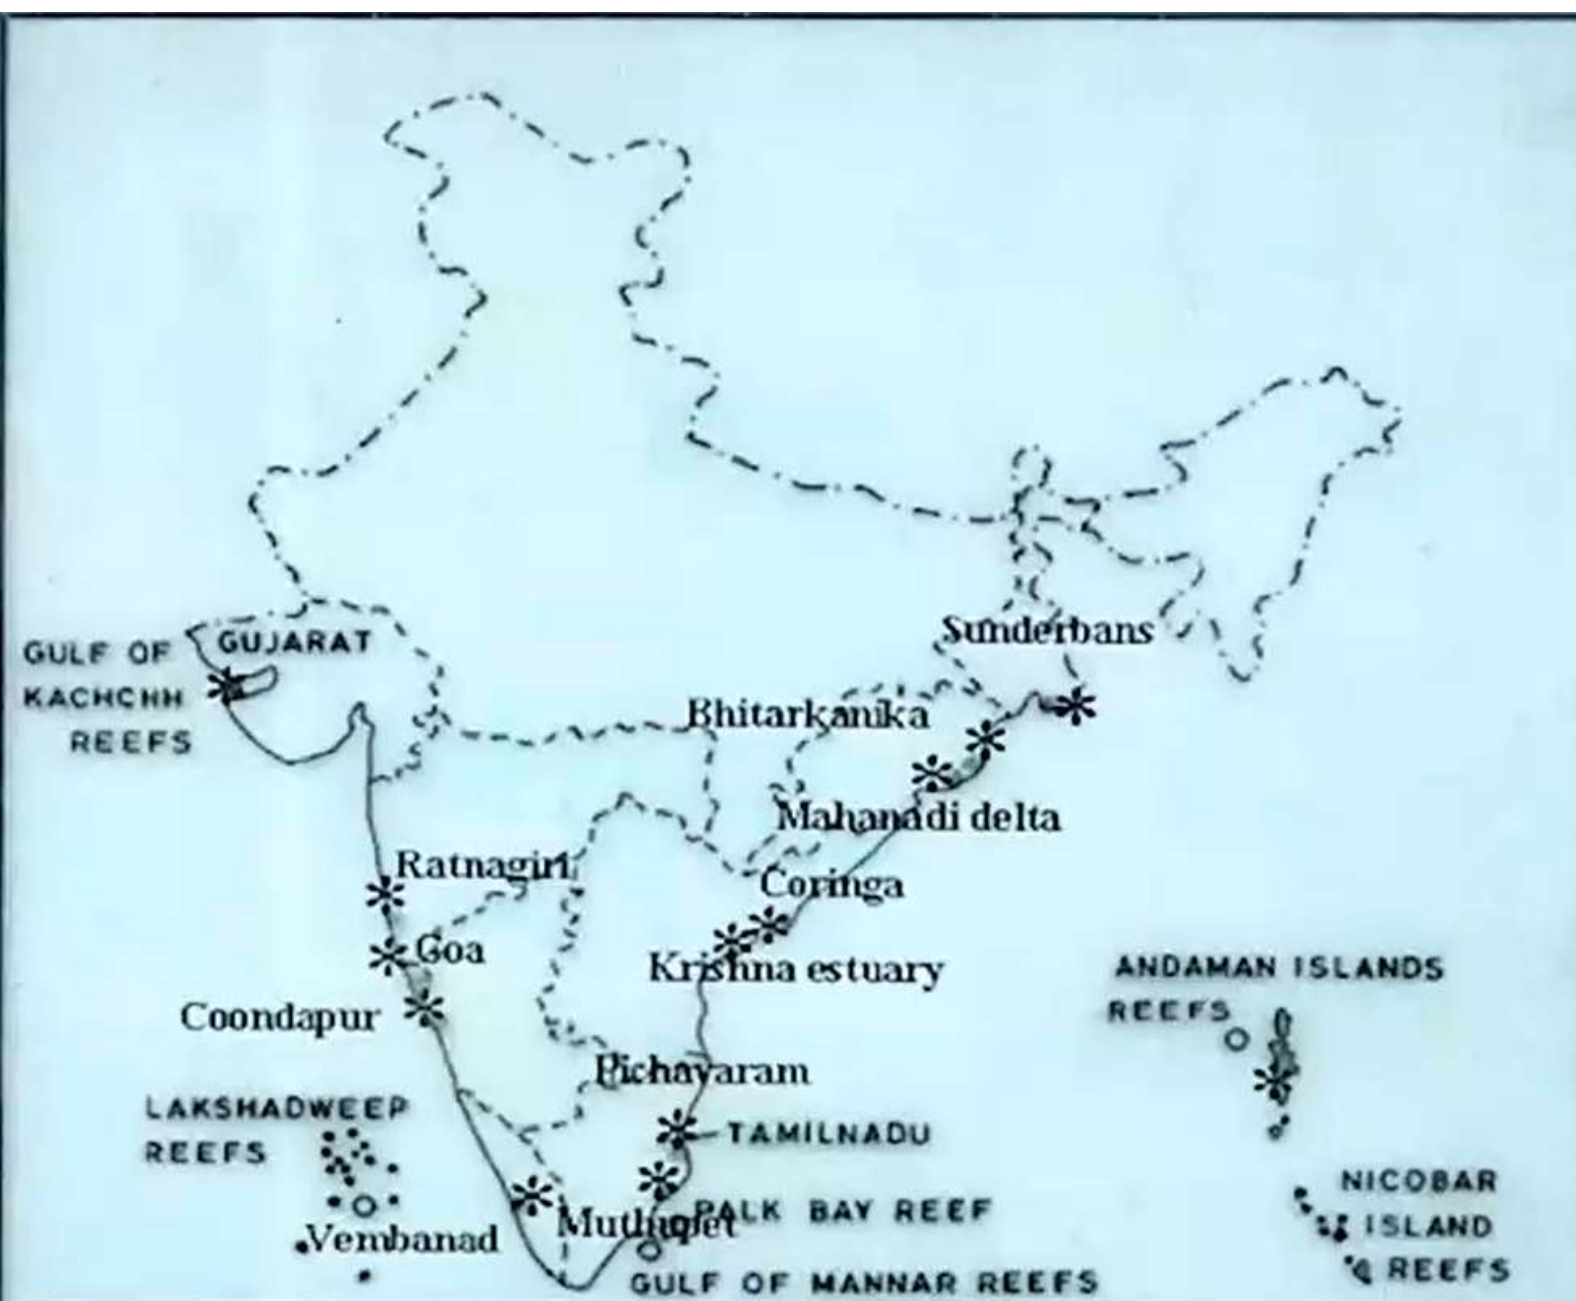 GUJARAT
GULF OF
KACHCHH
REEFS
Sunderbans
Bhitarkanika
Mahanadi delta
Ratnagiri
Coringa
Goa
Krishna estuary
Coondapur
ANDAMAN ISLANDS
REEFS
Pichavaram
LAKSHADWEEP
REEFS
TAMILNADU
NICOBAR
ISLAND
REEFS
PALK BAY REEF
Muthupet
Vembanad
GULF OF MANNAR REEFS